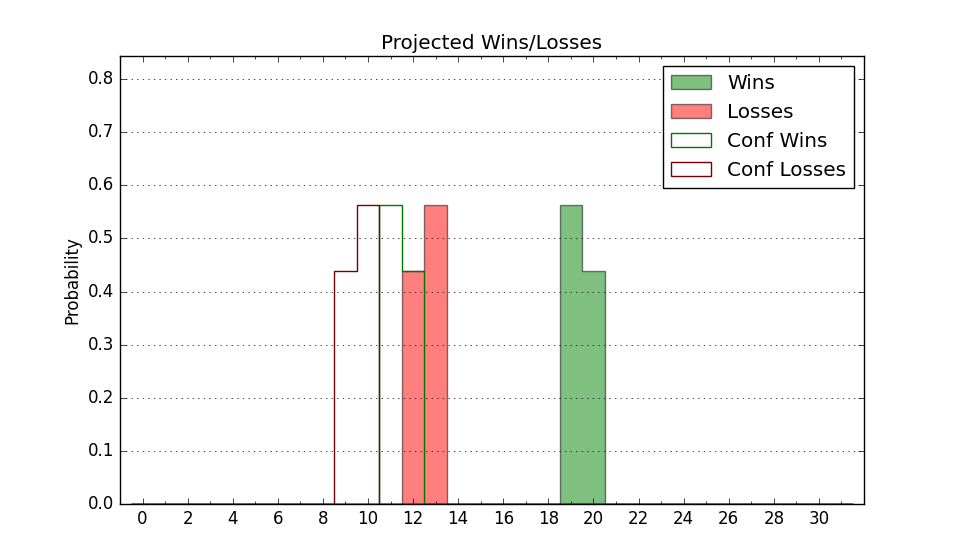 Projected Wins/Losses
Wins
Losses
Conf Wins
Conf Losses
Probability
0.8
0.7
0.6
0.5
0.4
0.3
0.2
0.1
0.0
0 2 4 6 8 10 12 14 16 18 20 22 24 26 28 30